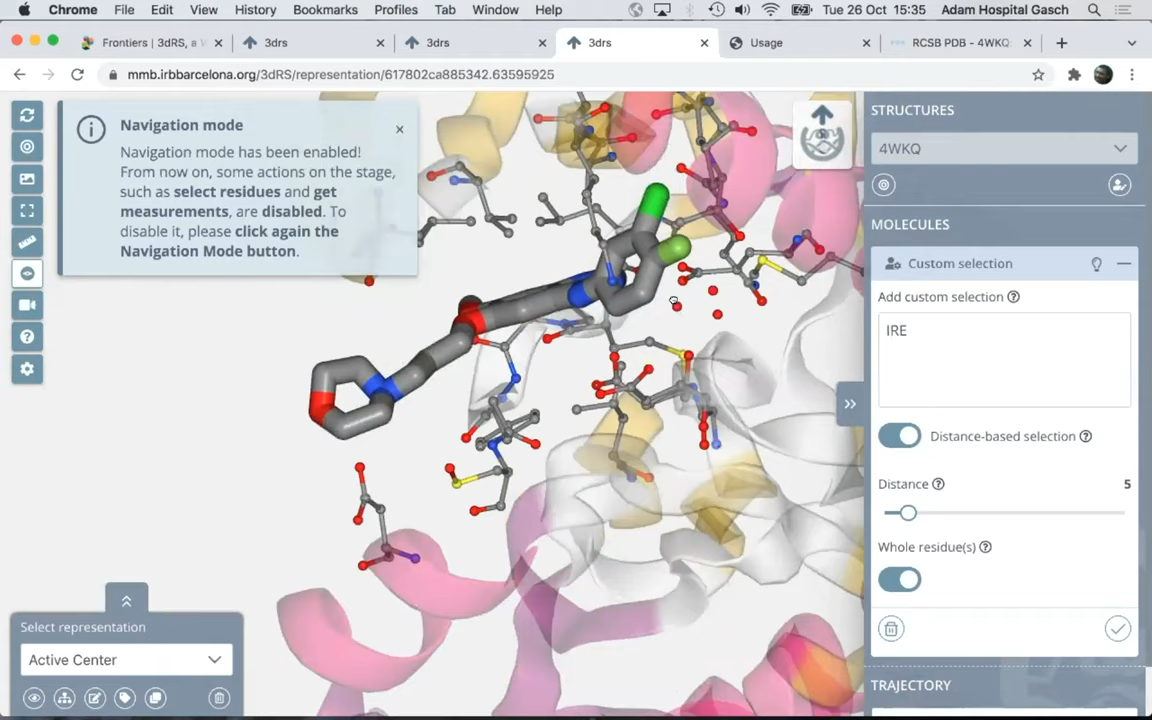 Chrome File Edit View History Bookmarks Profiles Tab Window Help Tue 26 Oct 15:35 Adam Hospital Gasch
Frontiers | 3dRS, a W 3drs 3drs 3drs Usage RCSB PDB - 4WKQ:
mmb.irbbarcelona.org/3dRS/representation/617802ca885342.63595925
Navigation mode
Navigation mode has been enabled!
From now on, some actions on the stage,
such as select residues and get
measurements, are disabled. To
disable it, please click again the
Navigation Mode button.
STRUCTURES
4WKQ
MOLECULES
Custom selection
Add custom selection
IRE
Distance-based selection
Distance 5
Whole residue(s)
TRAJECTORY
Select representation
Active Center